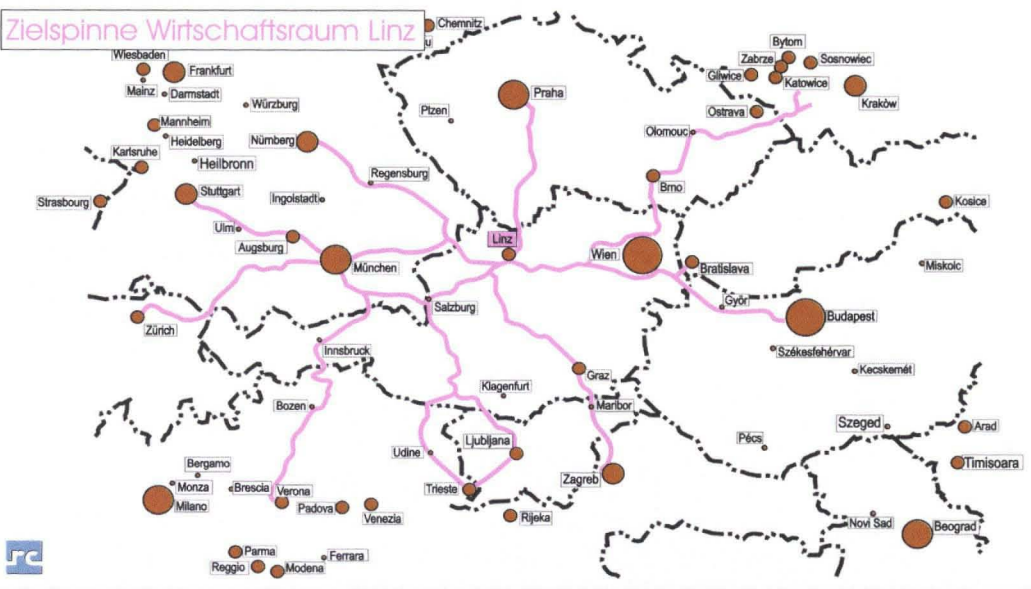 Zielspinne Wirtschaftsraum Linz
Chemnitz
Wiesbaden
Frankfurt
Mainz
Darmstadt
Würzburg
Mannheim
Heidelberg
Karlsruhe
Heilbronn
Nürnberg
Regensburg
Strasbourg
Stuttgart
Ingolstadt
Ulm
Augsburg
München
Zürich
Plzen
Praha
Bytom
Zabrze
Sosnowiec
Gliwice
Katowice
Kraków
Ostrava
Olomouc
Brno
Kosice
Linz
Wien
Bratislava
Miskolc
Györ
Budapest
Salzburg
Székesfehérvar
Kecskemét
Innsbruck
Graz
Klagenfurt
Maribor
Bozen
Szeged
Arad
Pécs
Udine
Ljubljana
Timisoara
Zagreb
Trieste
Bergamo
Monza
Brescia
Verona
Milano
Padova
Venezia
Rijeka
Novi Sad
Beograd
Parma
Ferrara
Reggio
Modena
rc